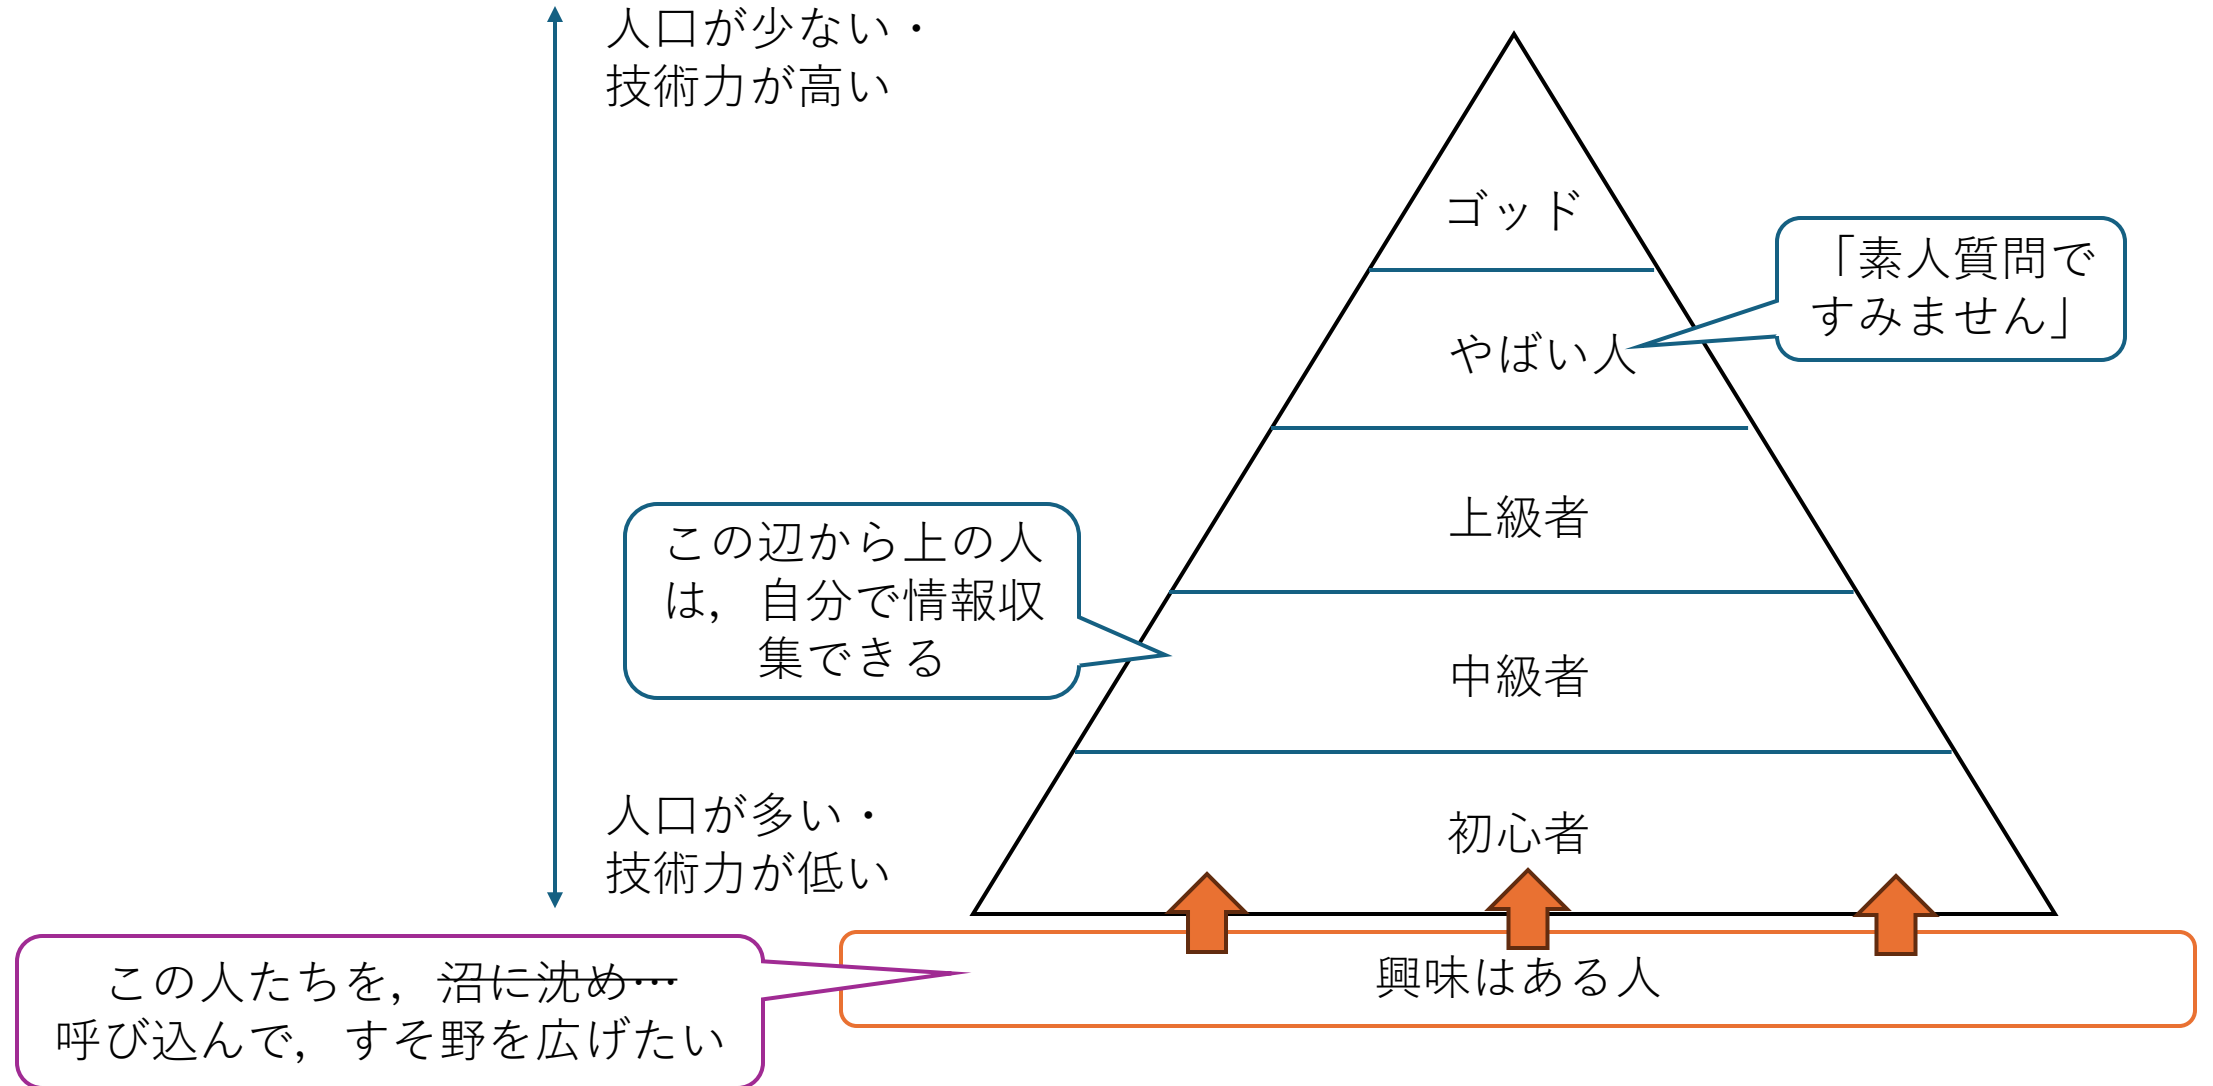 人口が少ない・
技術力が高い
ゴッド
「素人質問で
すみません」
やばい人
上級者
この辺から上の人
は，自分で情報収
集できる
中級者
人口が多い・
技術力が低い
初心者
この人たちを，沼に沈め…
呼び込んで，すそ野を広げたい
興味はある人